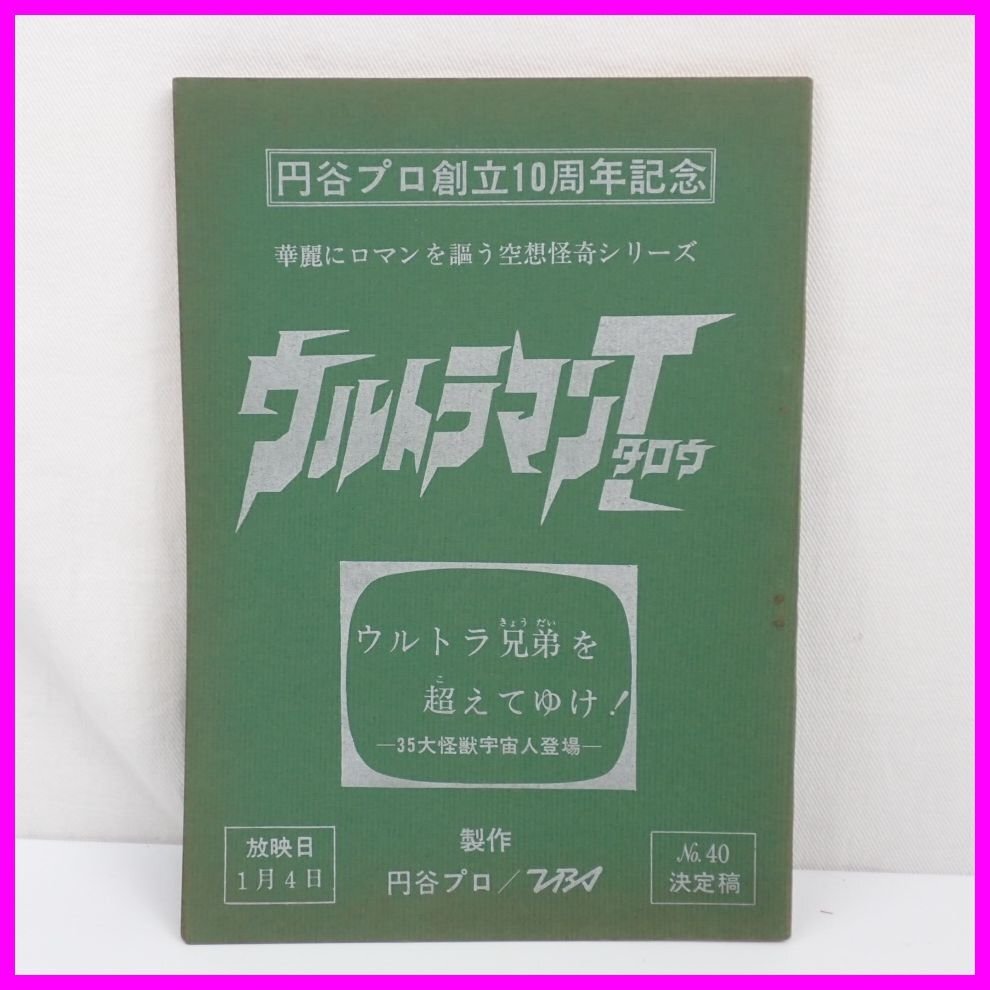 円谷プロ創立10周年記念
華麗にロマンを謳う空想怪奇シリーズ
ウルトラマンT
タロウ
きょうだい
ウルトラ兄弟を
こ
超えてゆけ!
—35大怪獣宇宙人登場—
放映日
1月4日
製作
円谷プロ/TBS
No.40
決定稿